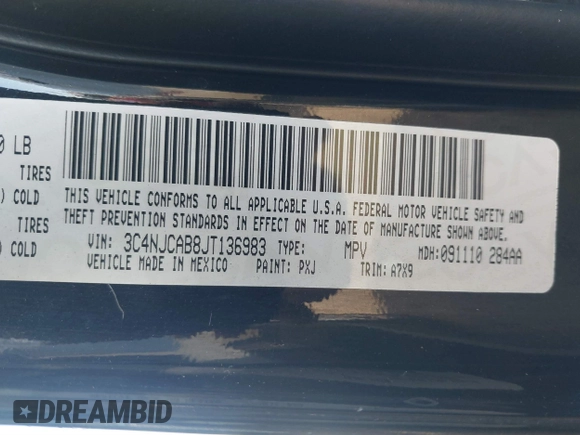 0 LB
TIRES
) COLD
TIRES
) COLD
THIS VEHICLE CONFORMS TO ALL APPLICABLE U.S.A. FEDERAL MOTOR VEHICLE SAFETY AND
THEFT PREVENTION STANDARDS IN EFFECT ON THE DATE OF MANUFACTURE SHOWN ABOVE.
VIN: 3C4NJCAB8JT136983 TYPE: MPV MDH:091110 284AA
VEHICLE MADE IN MEXICO PAINT: PXJ TRIM: A7X9
DREAMBID